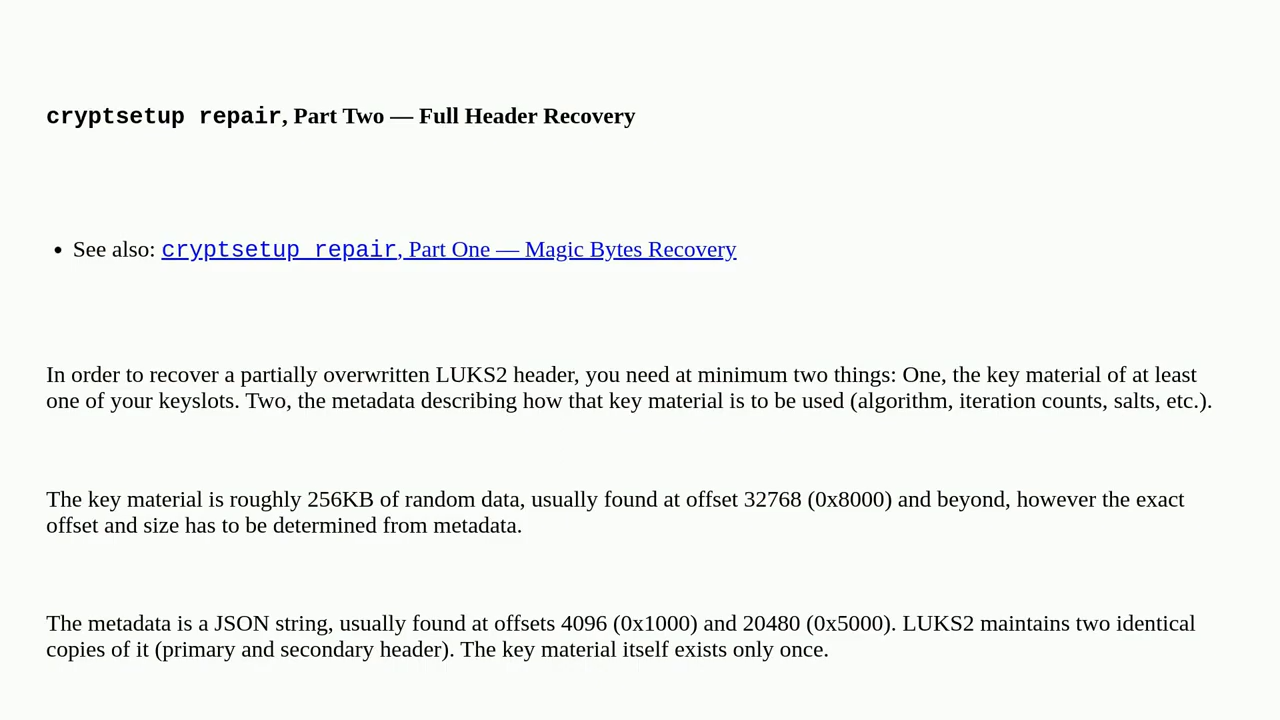 cryptsetup repair, Part Two — Full Header Recovery
See also: cryptsetup repair, Part One — Magic Bytes Recovery
In order to recover a partially overwritten LUKS2 header, you need at minimum two things: One, the key material of at least
one of your keyslots. Two, the metadata describing how that key material is to be used (algorithm, iteration counts, salts, etc.).
The key material is roughly 256KB of random data, usually found at offset 32768 (0x8000) and beyond, however the exact
offset and size has to be determined from metadata.
The metadata is a JSON string, usually found at offsets 4096 (0x1000) and 20480 (0x5000). LUKS2 maintains two identical
copies of it (primary and secondary header). The key material itself exists only once.